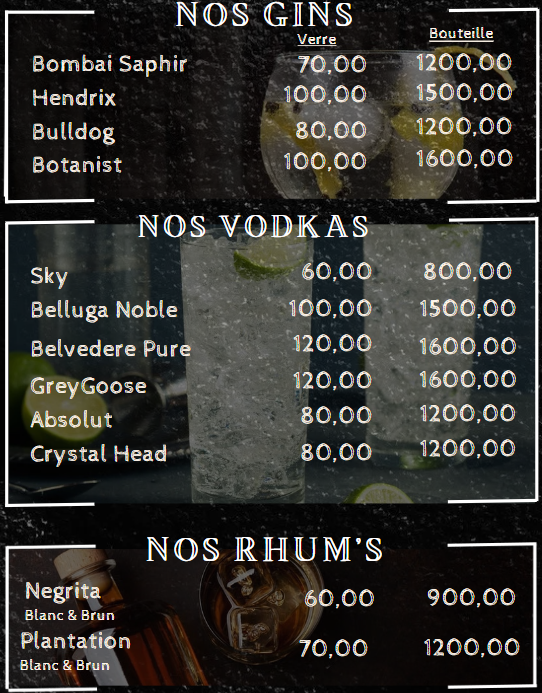 NOS GINS
Verre Bouteille
Bombai Saphir 70,00 1200,00
Hendrix 100,00 1500,00
Bulldog 80,00 1200,00
Botanist 100,00 1600,00
NOS VODKAS
Sky 60,00 800,00
Belluga Noble 100,00 1500,00
Belvedere Pure 120,00 1600,00
GreyGoose 120,00 1600,00
Absolut 80,00 1200,00
Crystal Head 80,00 1200,00
NOS RHUM'S
Negrita 60,00 900,00
Blanc & Brun
Plantation 70,00 1200,00
Blanc & Brun